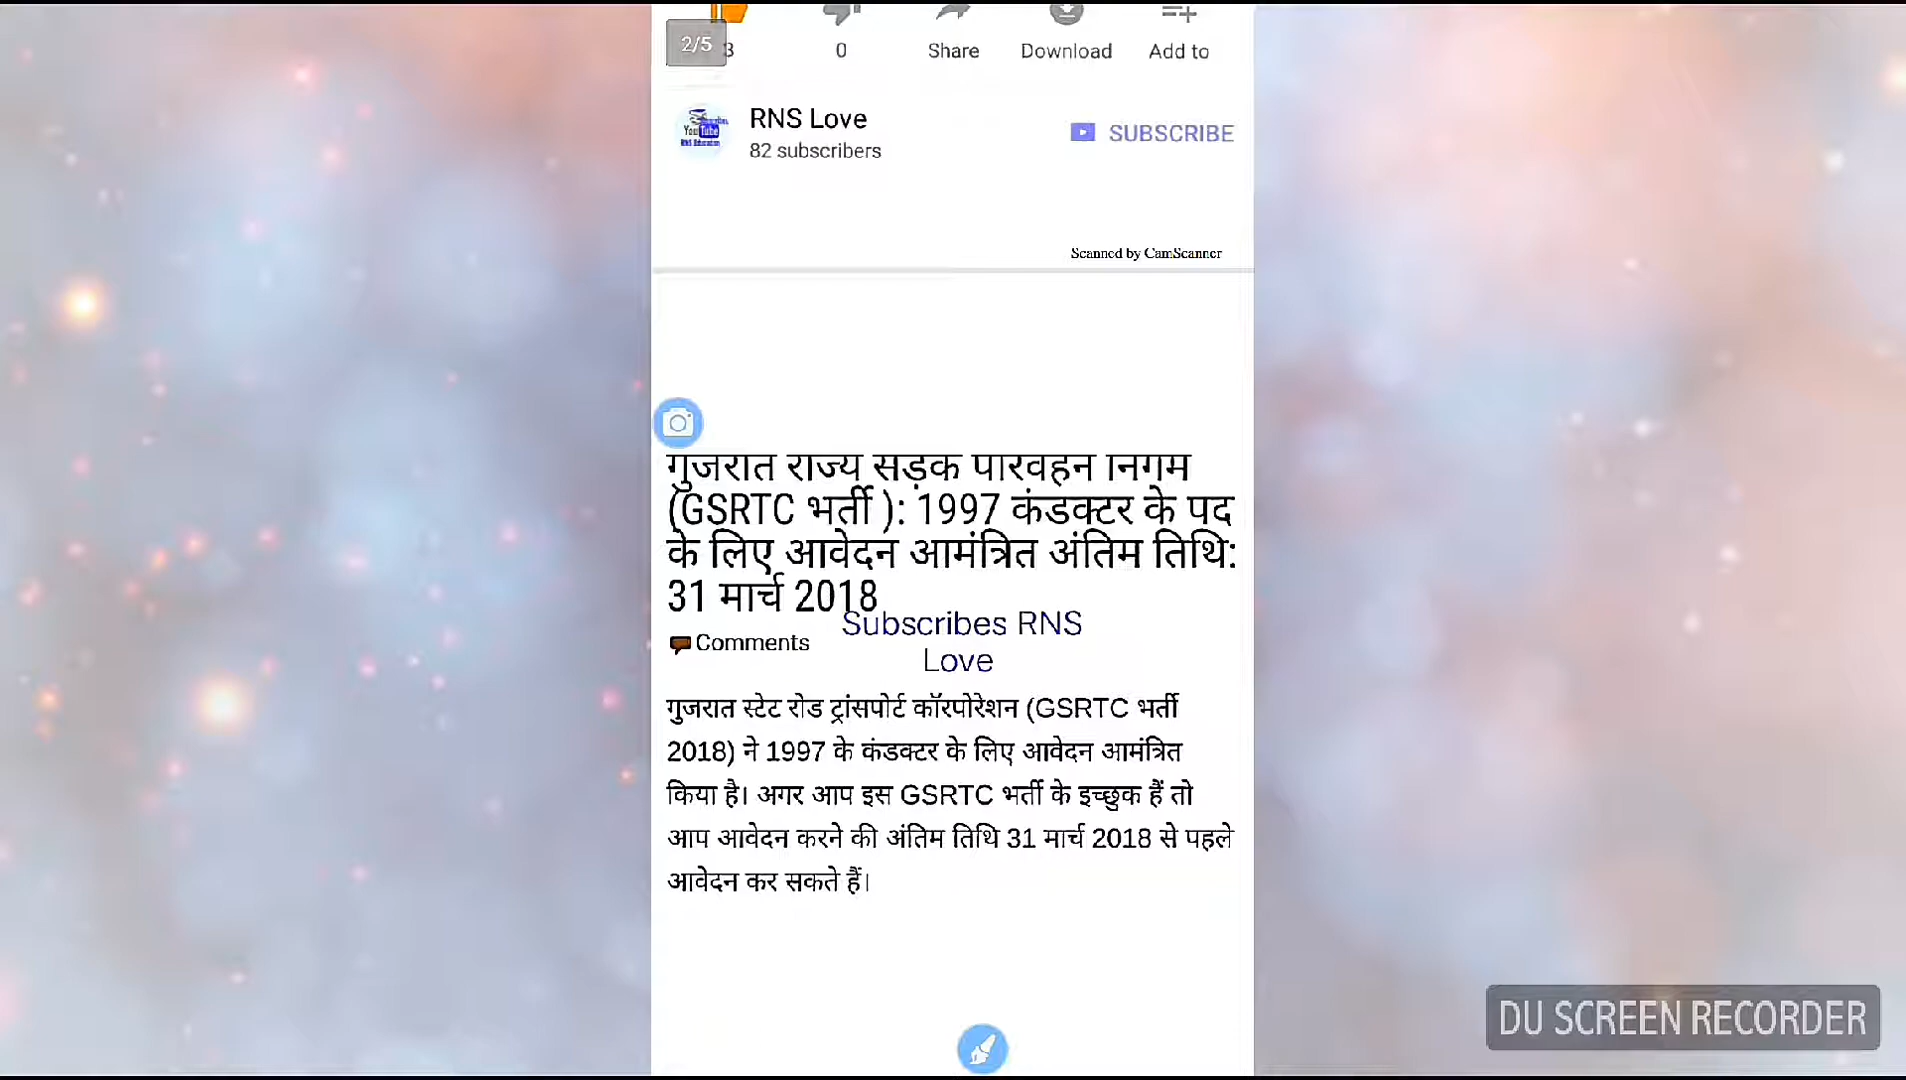 2/5
3
0
Share
Download
Add to
RNS Love
82 subscribers
SUBSCRIBE
You Tube
Scanned by CamScanner
गुजरात राज्य सड़क परिवहन निगम
(GSRTC भर्ती ): 1997 कंडक्टर के पद
के लिए आवेदन आमंत्रित अंतिम तिथि:
31 मार्च 2018
Subscribes RNS
Love
Comments
गुजरात स्टेट रोड ट्रांसपोर्ट कॉरपोरेशन (GSRTC भर्ती
2018) ने 1997 के कंडक्टर के लिए आवेदन आमंत्रित
किया है। अगर आप इस GSRTC भर्ती के इच्छुक हैं तो
आप आवेदन करने की अंतिम तिथि 31 मार्च 2018 से पहले
आवेदन कर सकते हैं।
DU SCREEN RECORDER